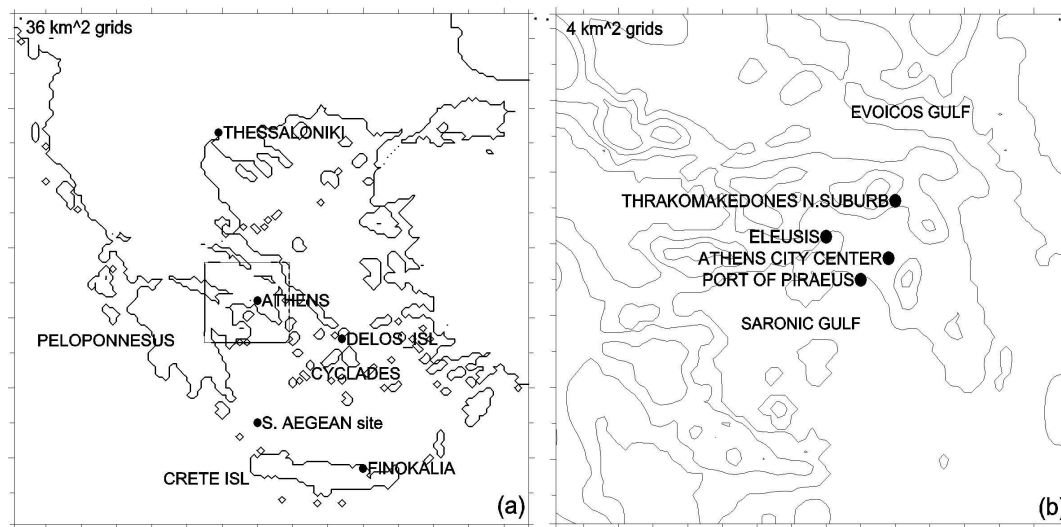 36 km^2 grids
THESSALONIKI
ATHENS
PELOPONNESUS
DELOS ISL
CYCLADES
S. AEGEAN site
FINOKALIA
CRETE ISL
(a)
4 km^2 grids
EVOICOS GULF
THRAKOMAKEDONES N.SUBURB
ELEUSIS
ATHENS CITY CENTER
PORT OF PIRAEUS
SARONIC GULF
(b)